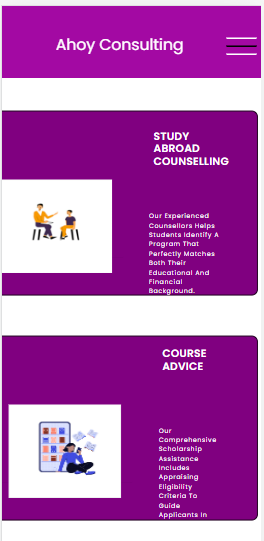 Ahoy Consulting
STUDY
ABROAD
COUNSELLING
Our Experienced
Counsellors Helps
Students Identify A
Program That
Perfectly Matches
Both Their
Educational And
Financial
Background.
COURSE
ADVICE
Our
Comprehensive
Scholarship
Assistance
Includes
Appraising
Eligibility
Criteria To
Guide
Applicants In